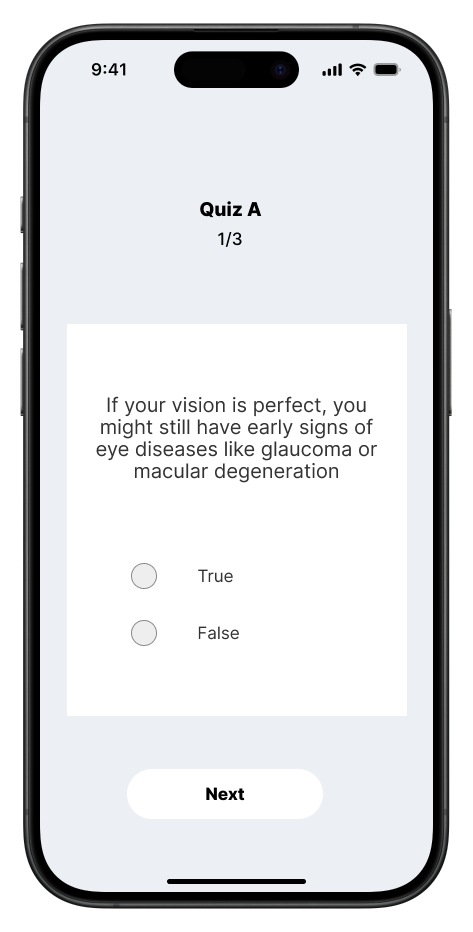 9:41
Quiz A
1/3
If your vision is perfect, you
might still have early signs of
eye diseases like glaucoma or
macular degeneration
True
False
Next